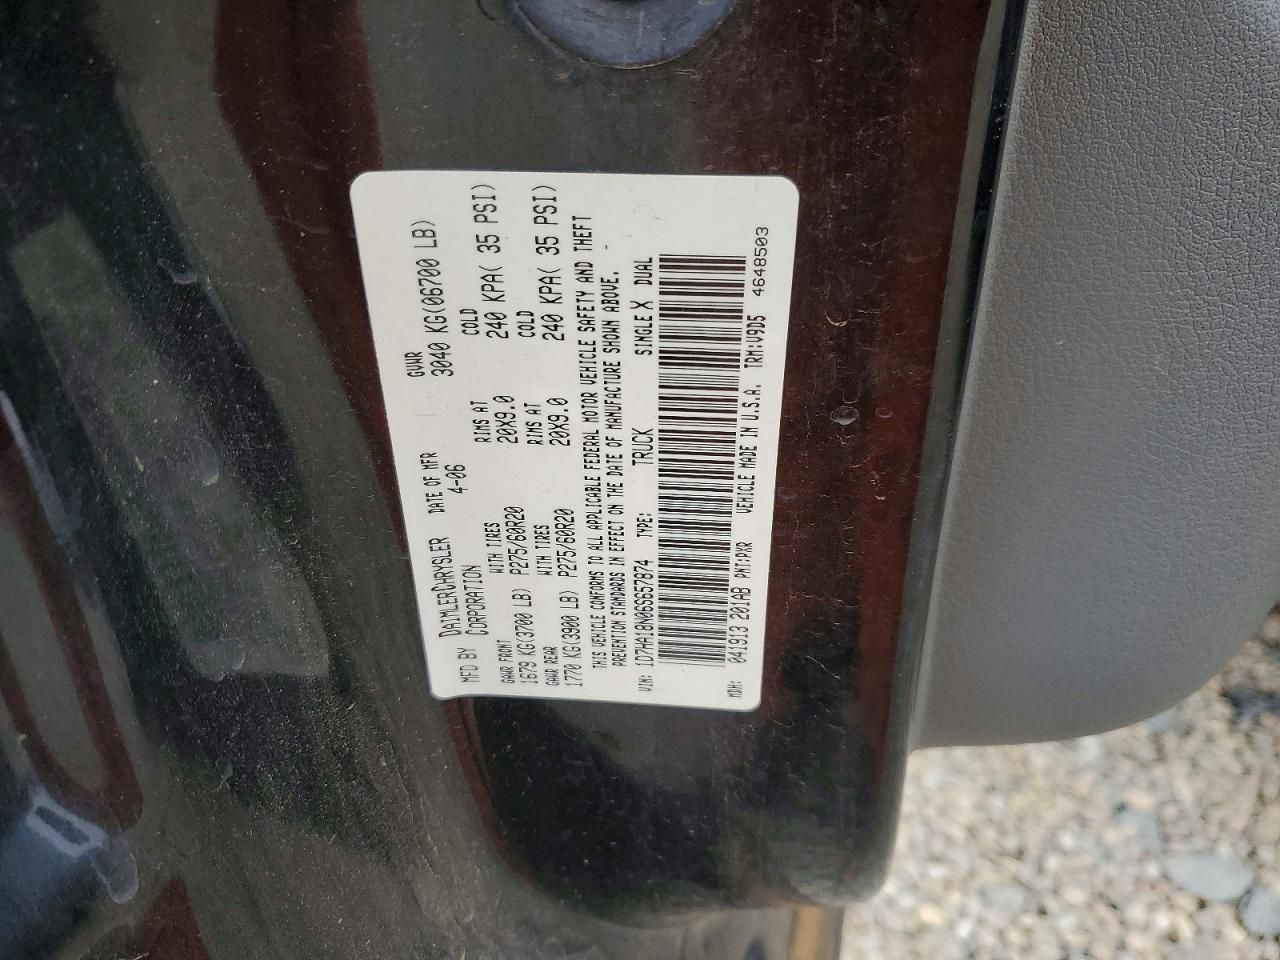 MFD BY DAIMLERCHRYSLER CORPORATION DATE OF MFR 4-06 GVWR 3040 KG(06700 LB)
GAWR FRONT WITH TIRES RIMS AT COLD
1679 KG(3700 LB) P275/60R20 20X9.0 240 KPA( 35 PSI)
GAWR REAR WITH TIRES RIMS AT COLD
1770 KG(3900 LB) P275/60R20 20X9.0 240 KPA( 35 PSI)
THIS VEHICLE CONFORMS TO ALL APPLICABLE FEDERAL MOTOR VEHICLE SAFETY AND THEFT
PREVENTION STANDARDS IN EFFECT ON THE DATE OF MANUFACTURE SHOWN ABOVE.
VIN: 1D7HA18N06S657874 TYPE: TRUCK SINGLE X DUAL
MDH: 041913 201AB PNT:PXR VEHICLE MADE IN U.S.A. TRM:V9D5 4648503